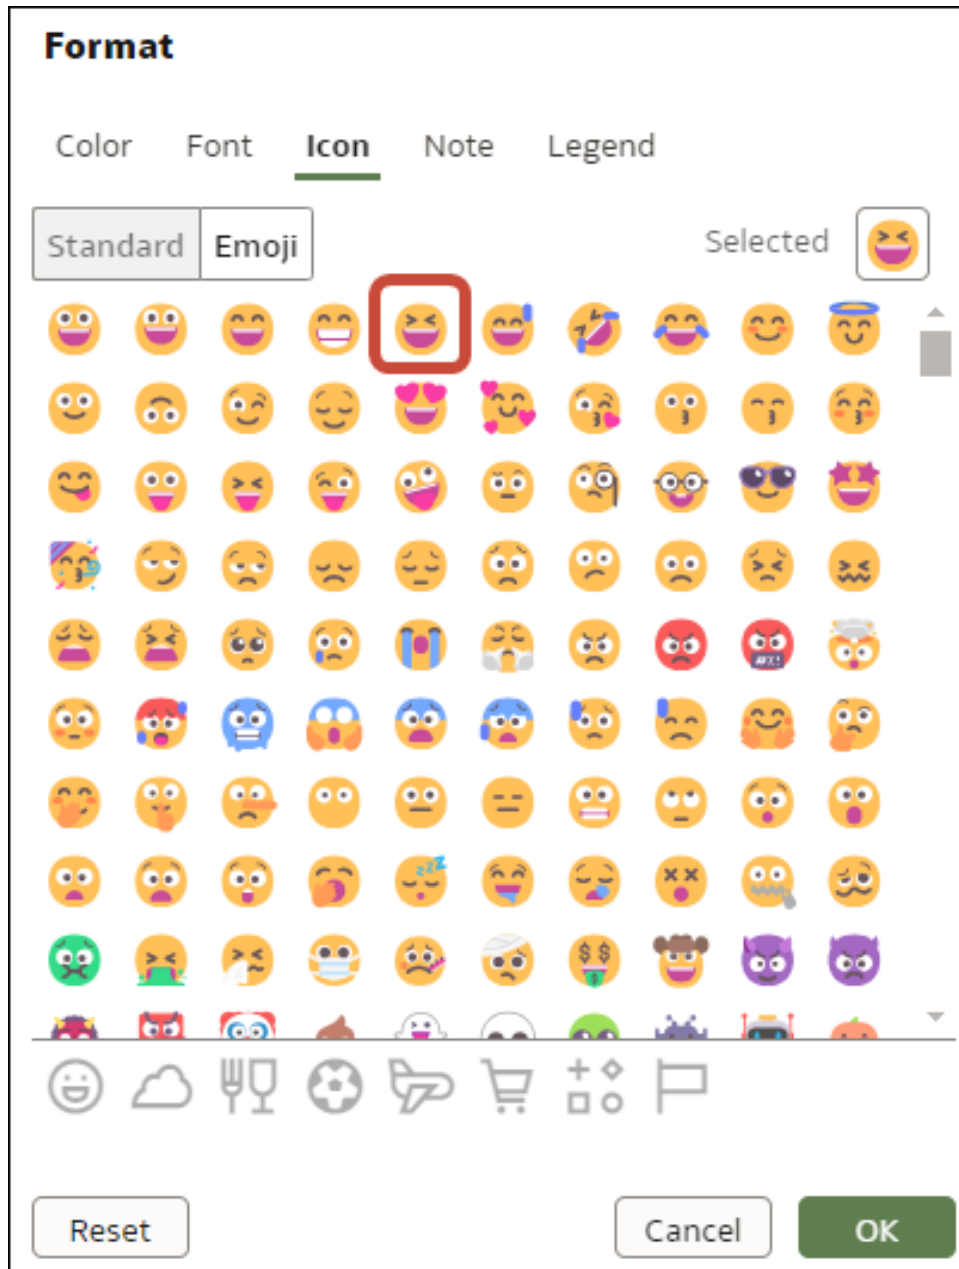 Format
Color Font Icon Note Legend
Standard Emoji Selected
#X!
Reset Cancel OK